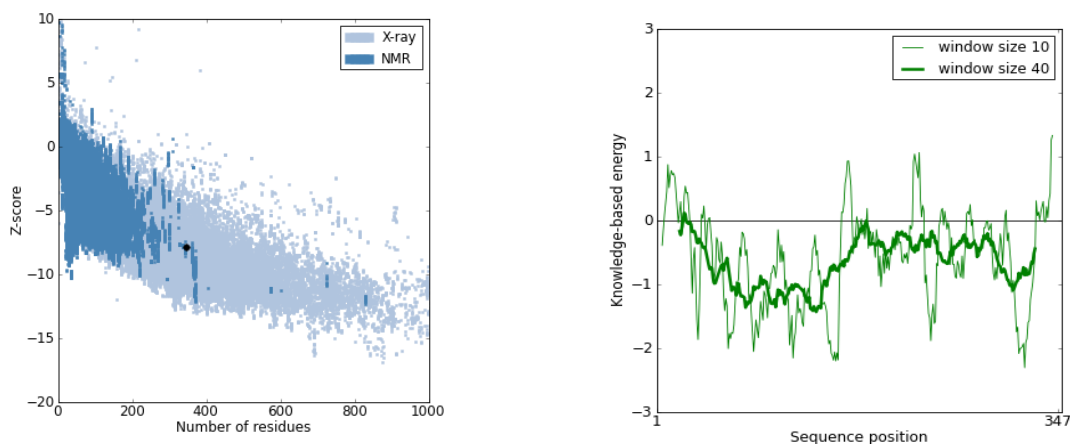 10
5
0
−5
−10
−15
−20
Z-score
0
200
400
600
800
1000
Number of residues
X-ray
NMR
3
2
1
0
−1
−2
−3
Knowledge-based energy
1
347
Sequence position
window size 10
window size 40